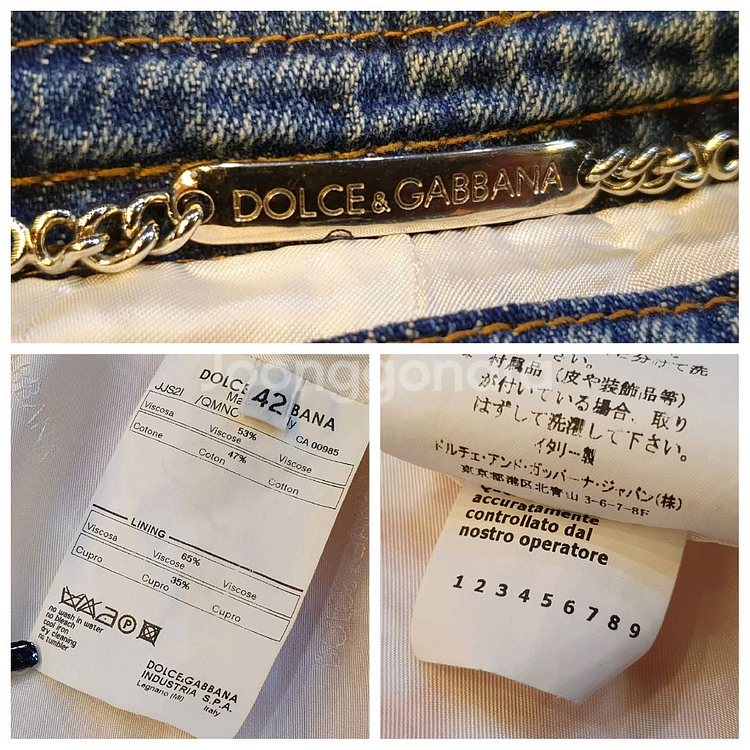 DOLCE & GABBANA
Joonggonara
DOLCE BANA
42
JJS2I /QMNC
CA 00985
Viscosa Viscose 53% Viscose
Cotone Coton 47% Cotton
LINING
Viscosa Viscose 65% Viscose
Cupro Cupro 35% Cupro
no wash in water
no bleach
cool iron
dry cleaning
no tumbler
DOLCE&GABBANA
INDUSTRIA S.P.A.
Legnano (MI)
Italy
付属品(皮や装飾品等)
が付いている場合、取り
はずして洗濯して下さい。
イタリー製
ドルチェ・アンド・ガッバーナ・ジャパン(株)
東京都港区北青山 3-6-7-8F
accuratamente
controllato dal
nostro operatore
1 2 3 4 5 6 7 8 9